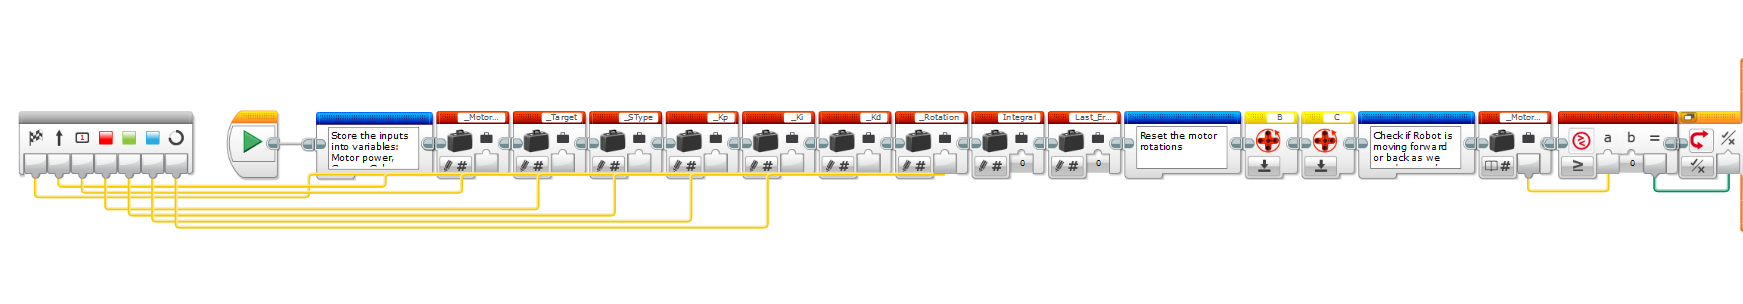 1
Store the inputs
into variables:
Motor power,
_Motor...
#
_Target
#
_SType
#
_Kp
#
_Ki
#
_Kd
#
_Rotation
#
Integral
#
0
Last_Er...
#
0
Reset the motor
rotations
B
C
Check if Robot is
moving forward
or back as we
_Motor...
#
a
b
=
≥
0